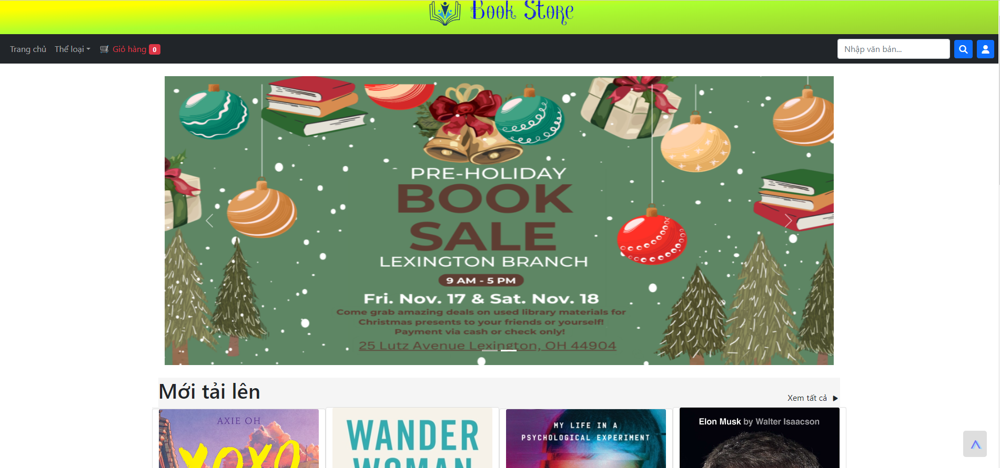 Book Store
Trang chủ Thể loại Giỏ hàng 0
Nhập văn bản...
PRE-HOLIDAY
BOOK
SALE
LEXINGTON BRANCH
9 AM - 5 PM
Fri. Nov. 17 & Sat. Nov. 18
Come grab amazing deals on used library materials for
Christmas presents to your friends or yourself!
Payment via cash or check only!
25 Lutz Avenue Lexington, OH 44904
Mới tải lên
Xem tất cả
AXIE OH
XOXO
WANDER
WOMAN
MY LIFE IN A
PSYCHOLOGICAL EXPERIMENT
Elon Musk by Walter Isaacson